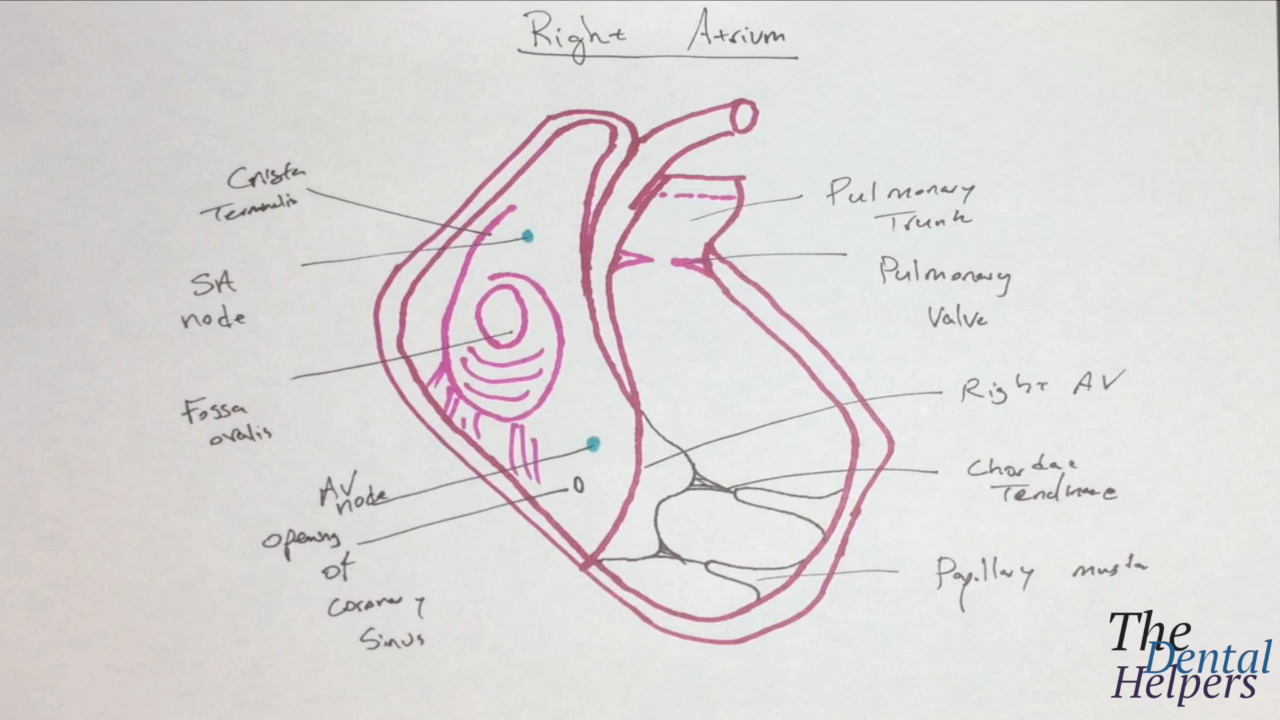 Right Atrium
Crista
Terminalis
SA
node
Fossa
ovalis
AV
node
opening
of
Coronary
Sinus
Pulmonary
Trunk
Pulmonary
Valve
Right AV
Chordae
Tendinae
Papillary muscle
The
Dental
Helpers